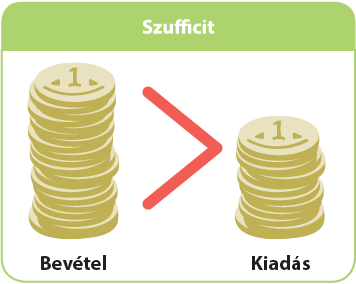 Szufficit
1
1
Bevétel
Kiadás